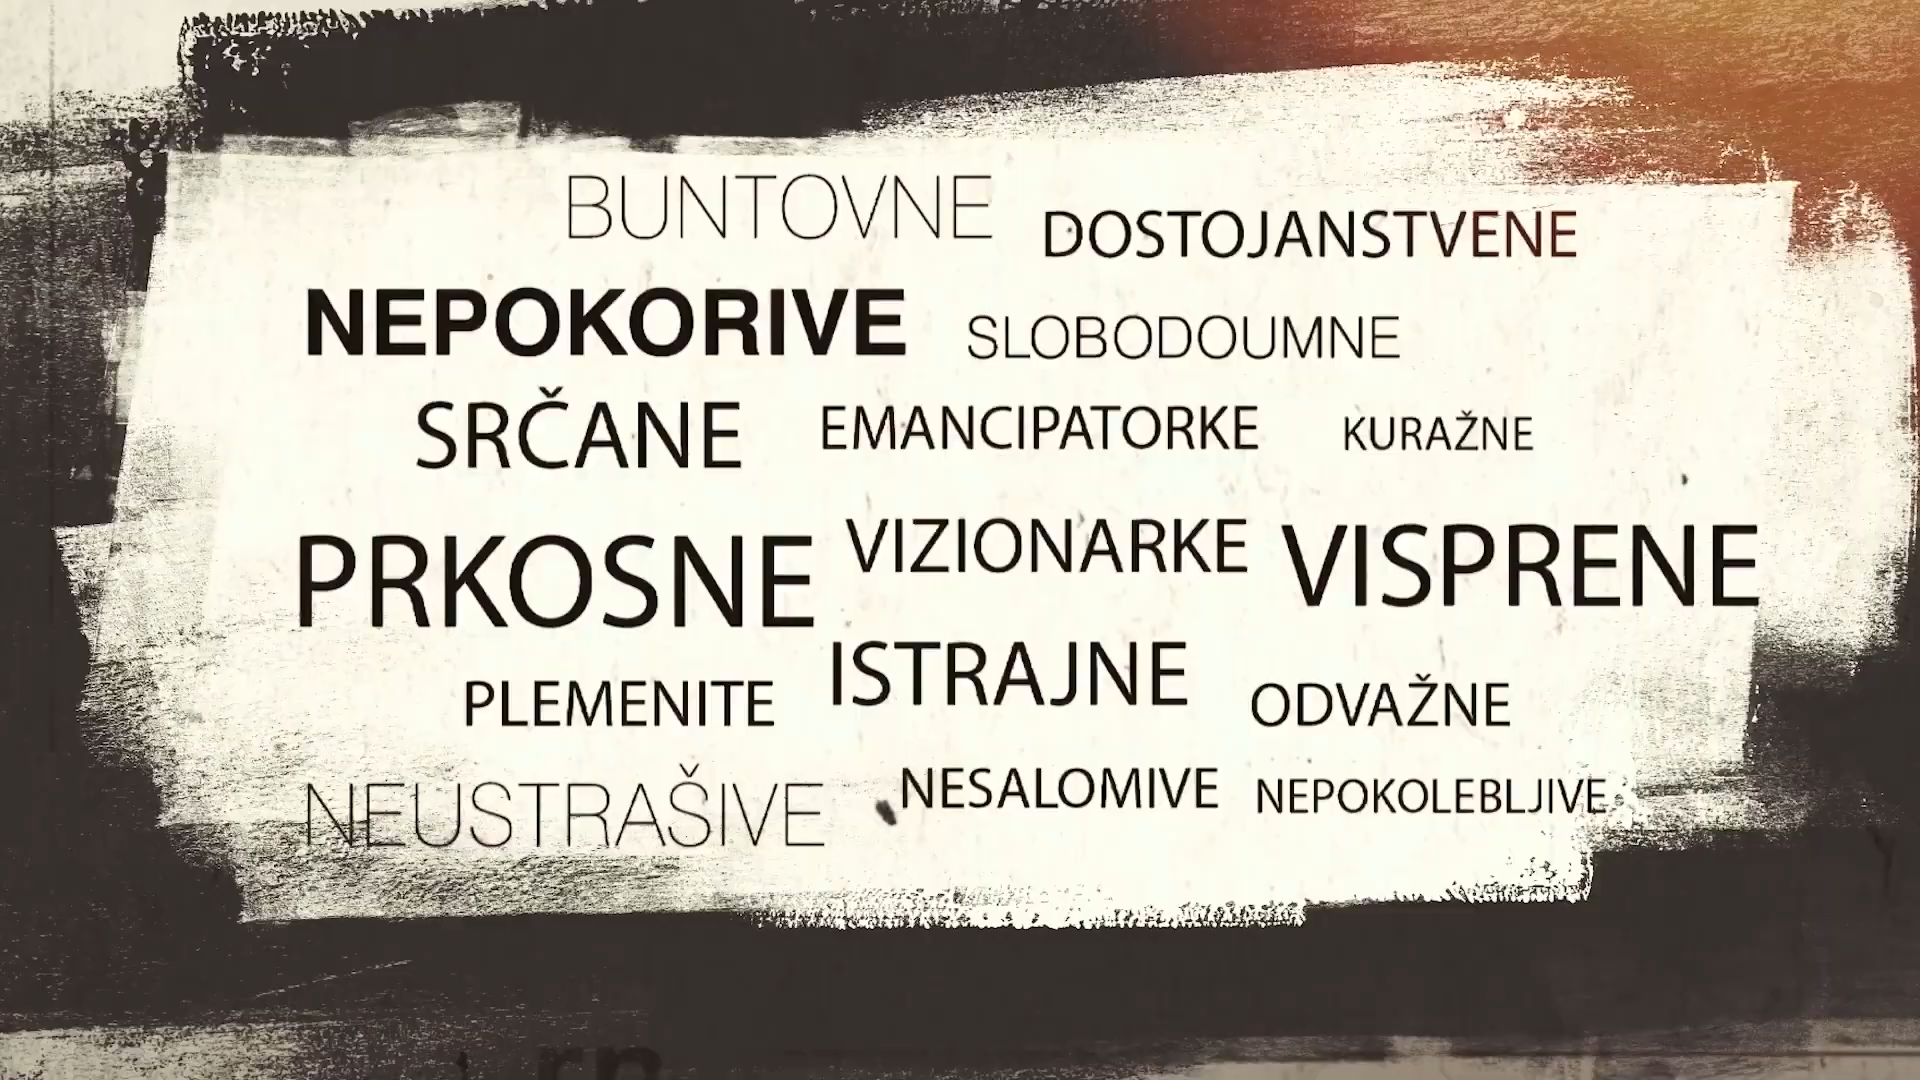 BUNTOVNE DOSTOJANSTVENE
NEPOKORIVE SLOBODOUMNE
SRČANE EMANCIPATORKE KURAŽNE
PRKOSNE VIZIONARKE VISPRENE
PLEMENITE ISTRAJNE ODVAŽNE
NEUSTRAŠIVE NESALOMIVE NEPOKOLEBLJIVE